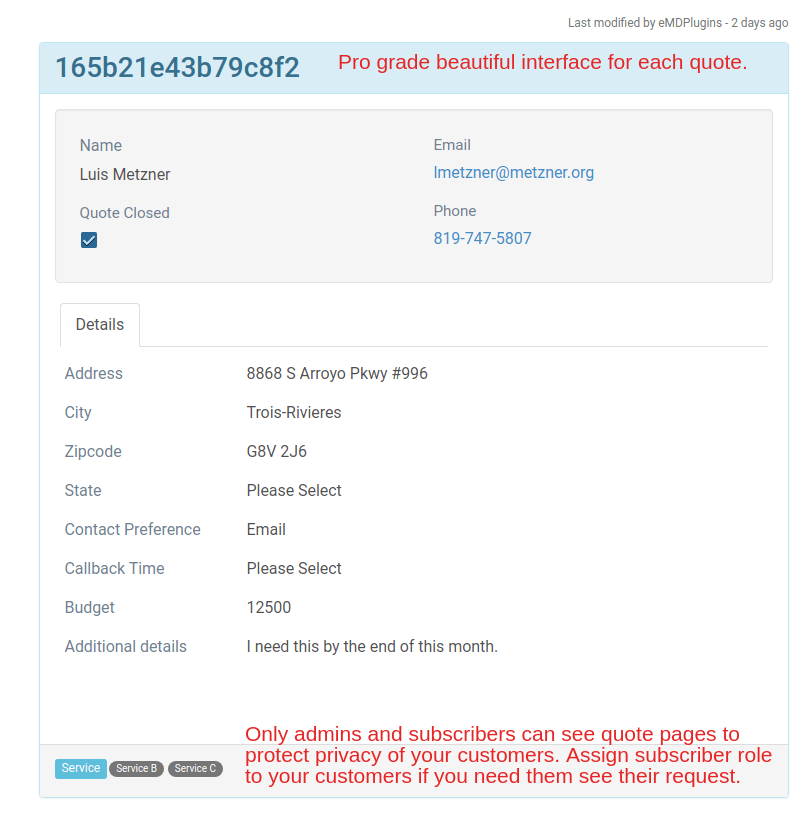 Last modified by eMDPlugins - 2 days ago
165b21e43b79c8f2
Pro grade beautiful interface for each quote.
Name
Luis Metzner
Email
lmetzner@metzner.org
Quote Closed
Phone
819-747-5807
Details
Address 8868 S Arroyo Pkwy #996
City Trois-Rivieres
Zipcode G8V 2J6
State Please Select
Contact Preference Email
Callback Time Please Select
Budget 12500
Additional details I need this by the end of this month.
Only admins and subscribers can see quote pages to
protect privacy of your customers. Assign subscriber role
to your customers if you need them see their request.
Service Service B Service C